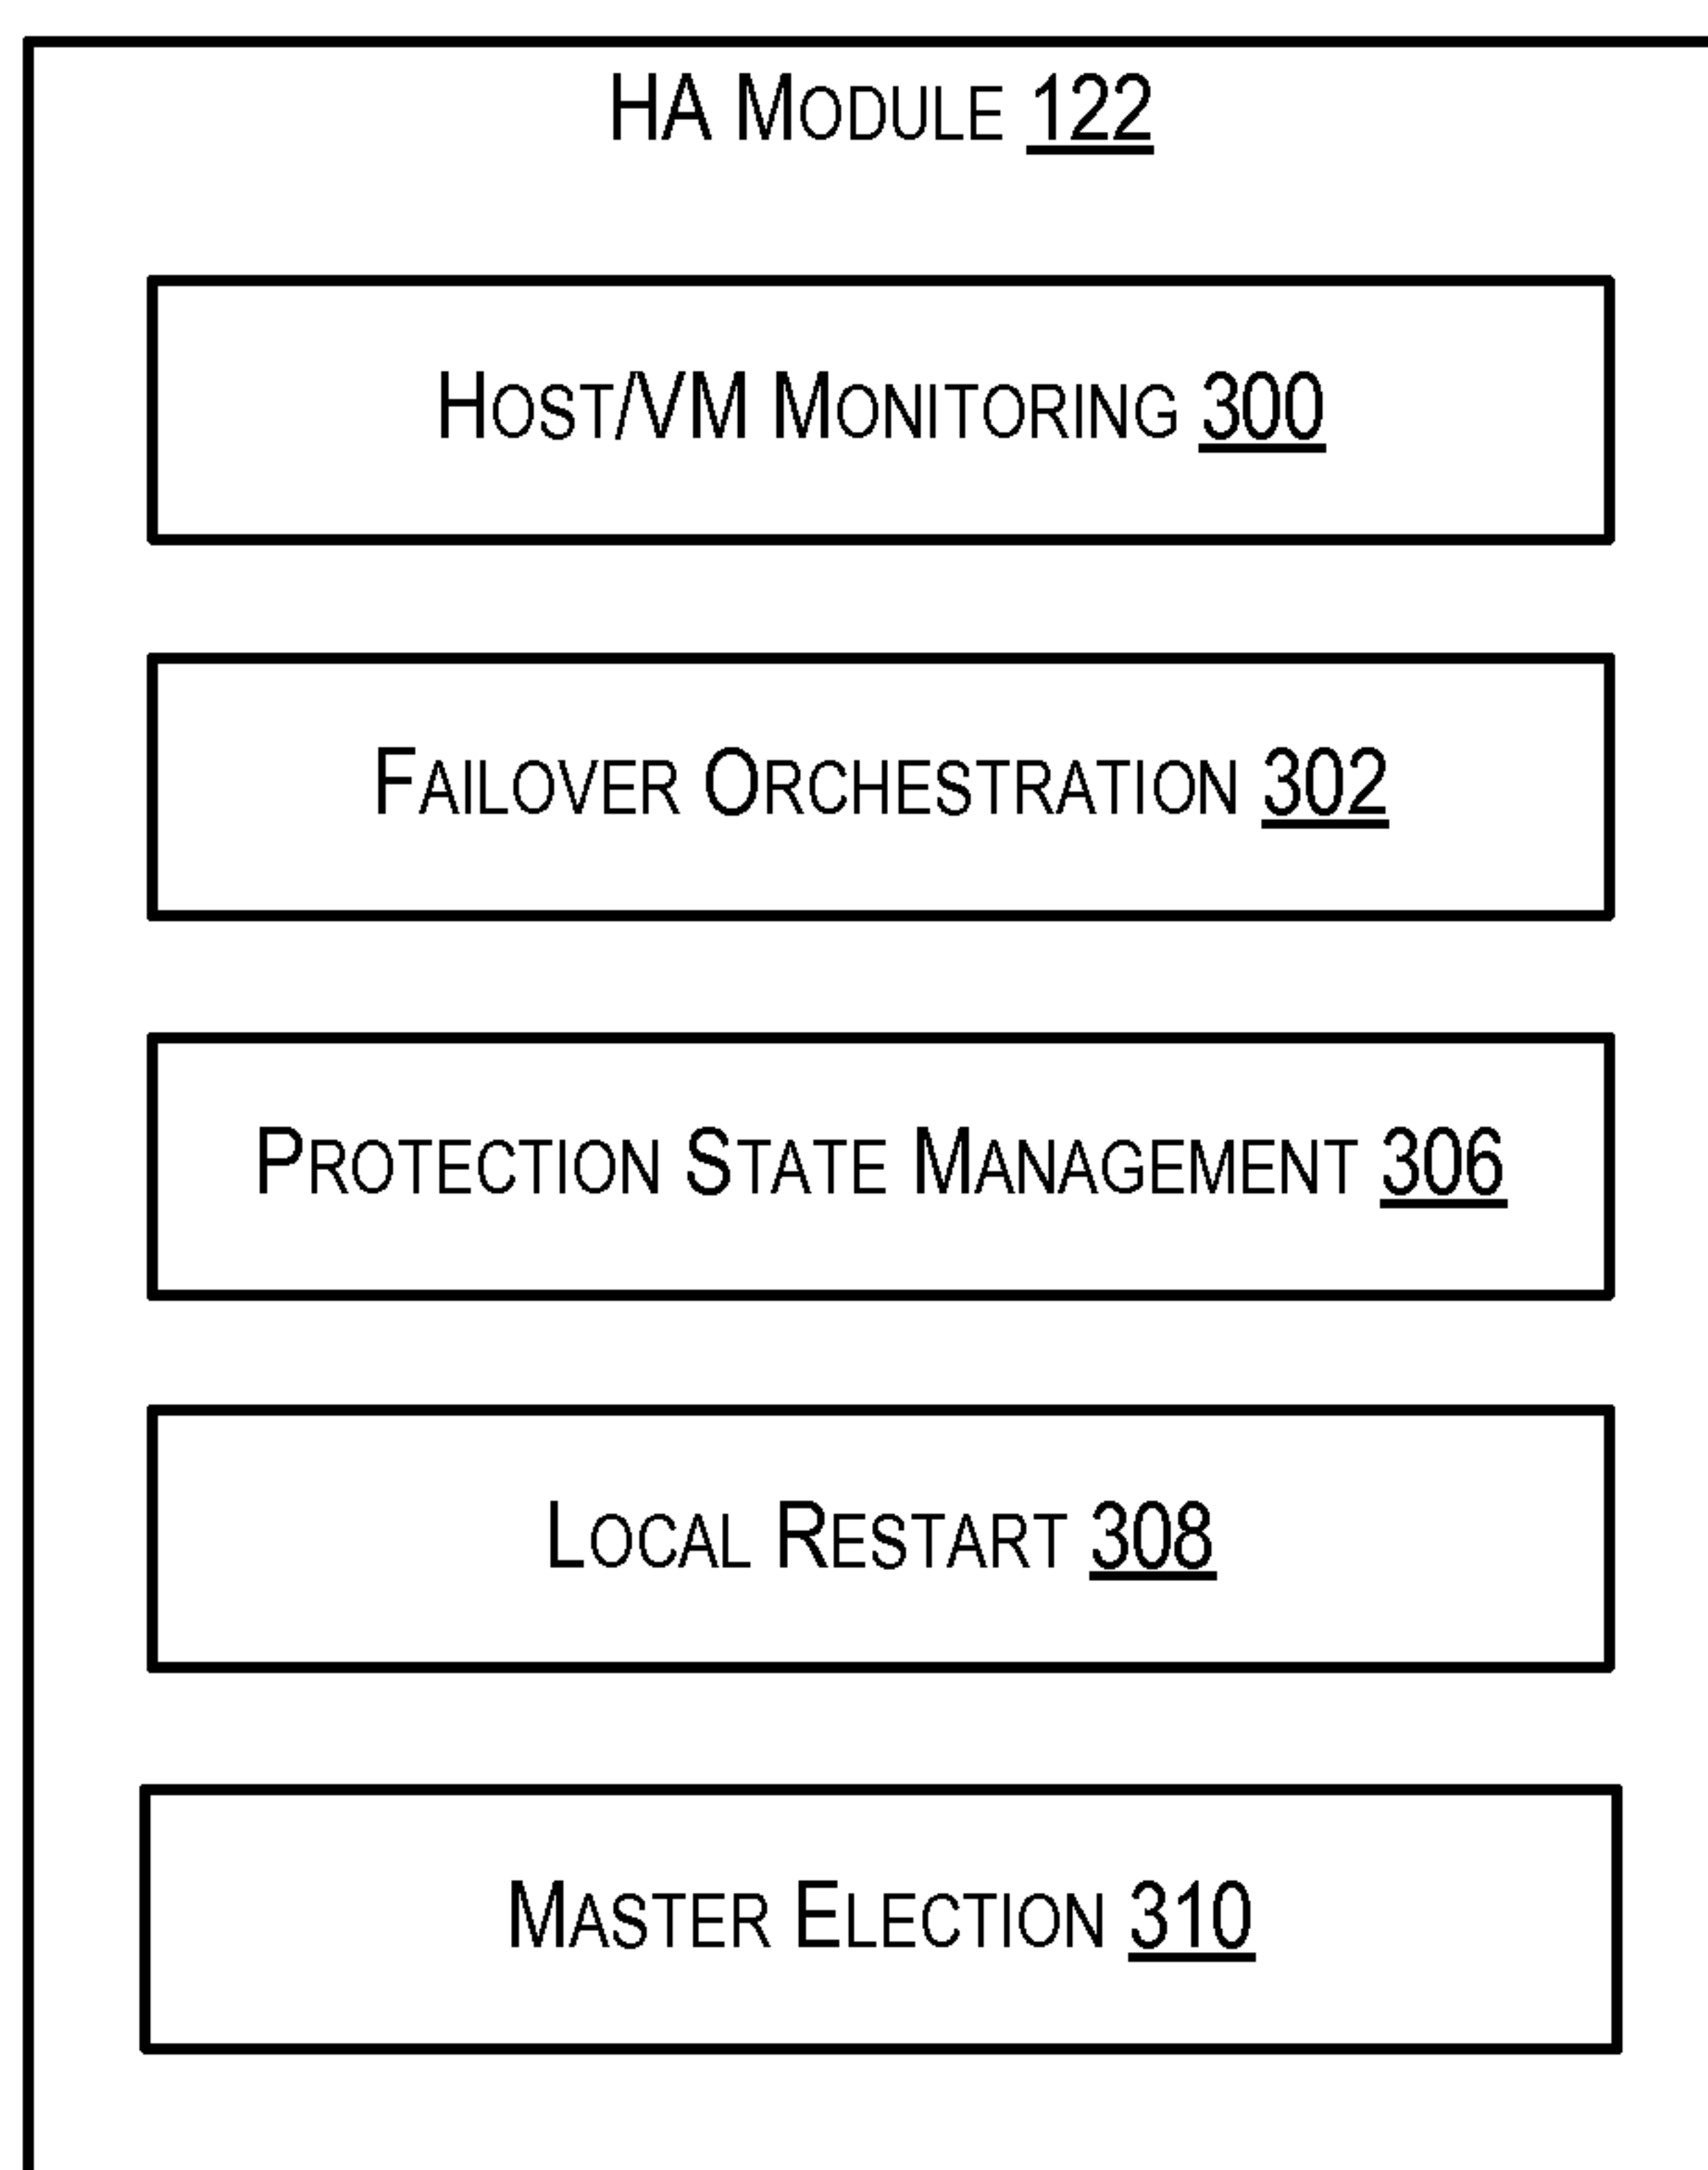 HA MODULE 122
HOST/VM MONITORING 300
FAILOVER ORCHESTRATION 302
PROTECTION STATE MANAGEMENT 306
LOCAL RESTART 308
MASTER ELECTION 310